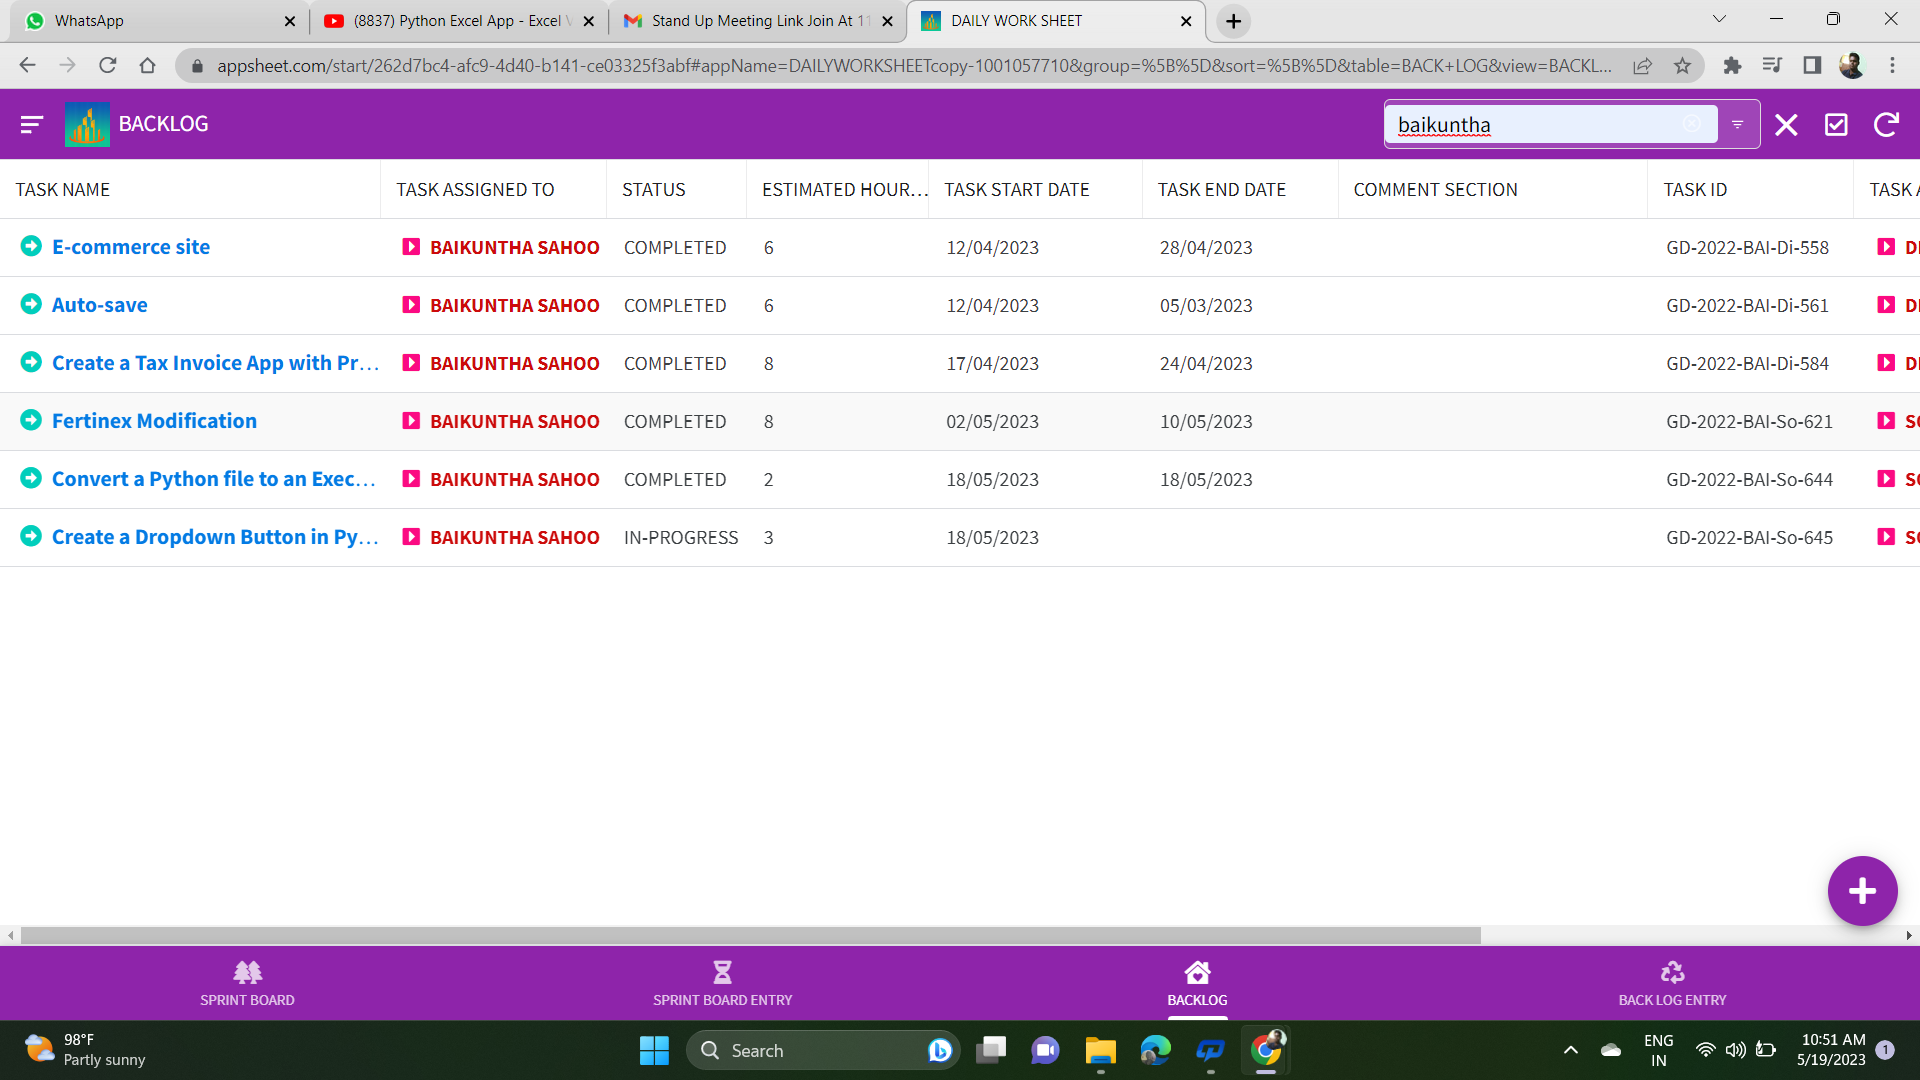 WhatsApp
(8837) Python Excel App - Excel V
Stand Up Meeting Link Join At 11
DAILY WORK SHEET
appsheet.com/start/262d7bc4-afc9-4d40-b141-ce03325f3abf#appName=DAILYWORKSHEETcopy-1001057710&group=%5B%5D&sort=%5B%5D&table=BACK+LOG&view=BACKL...
BACKLOG
baikuntha
TASK NAME TASK ASSIGNED TO STATUS ESTIMATED HOUR... TASK START DATE TASK END DATE COMMENT SECTION TASK ID TASK A
E-commerce site BAIKUNTHA SAHOO COMPLETED 6 12/04/2023 28/04/2023 GD-2022-BAI-Di-558 DI
Auto-save BAIKUNTHA SAHOO COMPLETED 6 12/04/2023 05/03/2023 GD-2022-BAI-Di-561 DI
Create a Tax Invoice App with Pr... BAIKUNTHA SAHOO COMPLETED 8 17/04/2023 24/04/2023 GD-2022-BAI-Di-584 DI
Fertinex Modification BAIKUNTHA SAHOO COMPLETED 8 02/05/2023 10/05/2023 GD-2022-BAI-So-621 SO
Convert a Python file to an Exec... BAIKUNTHA SAHOO COMPLETED 2 18/05/2023 18/05/2023 GD-2022-BAI-So-644 SO
Create a Dropdown Button in Py... BAIKUNTHA SAHOO IN-PROGRESS 3 18/05/2023 GD-2022-BAI-So-645 SO
SPRINT BOARD
SPRINT BOARD ENTRY
BACKLOG
BACK LOG ENTRY
98°F
Partly sunny
Search
ENG
IN
10:51 AM
5/19/2023
1